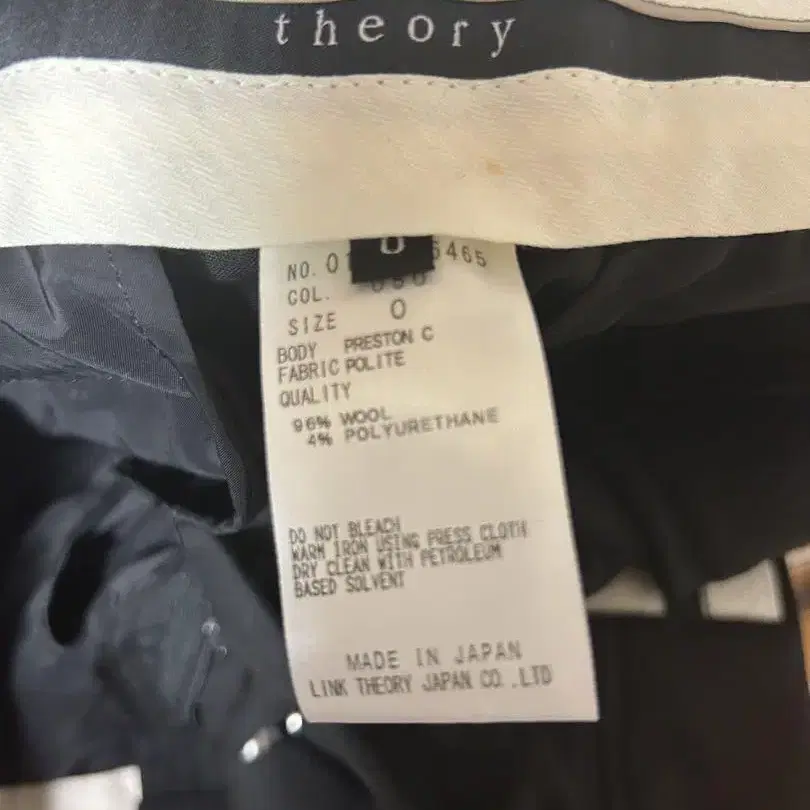 theory
0
NO. 01 5465
COL. 090
SIZE 0
BODY PRESTON C
FABRIC POLITE
QUALITY
96% WOOL
4% POLYURETHANE
DO NOT BLEACH
WARM IRON USING PRESS CLOTH
DRY CLEAN WITH PETROLEUM
BASED SOLVENT
MADE IN JAPAN
LINK THEORY JAPAN CO.,LTD